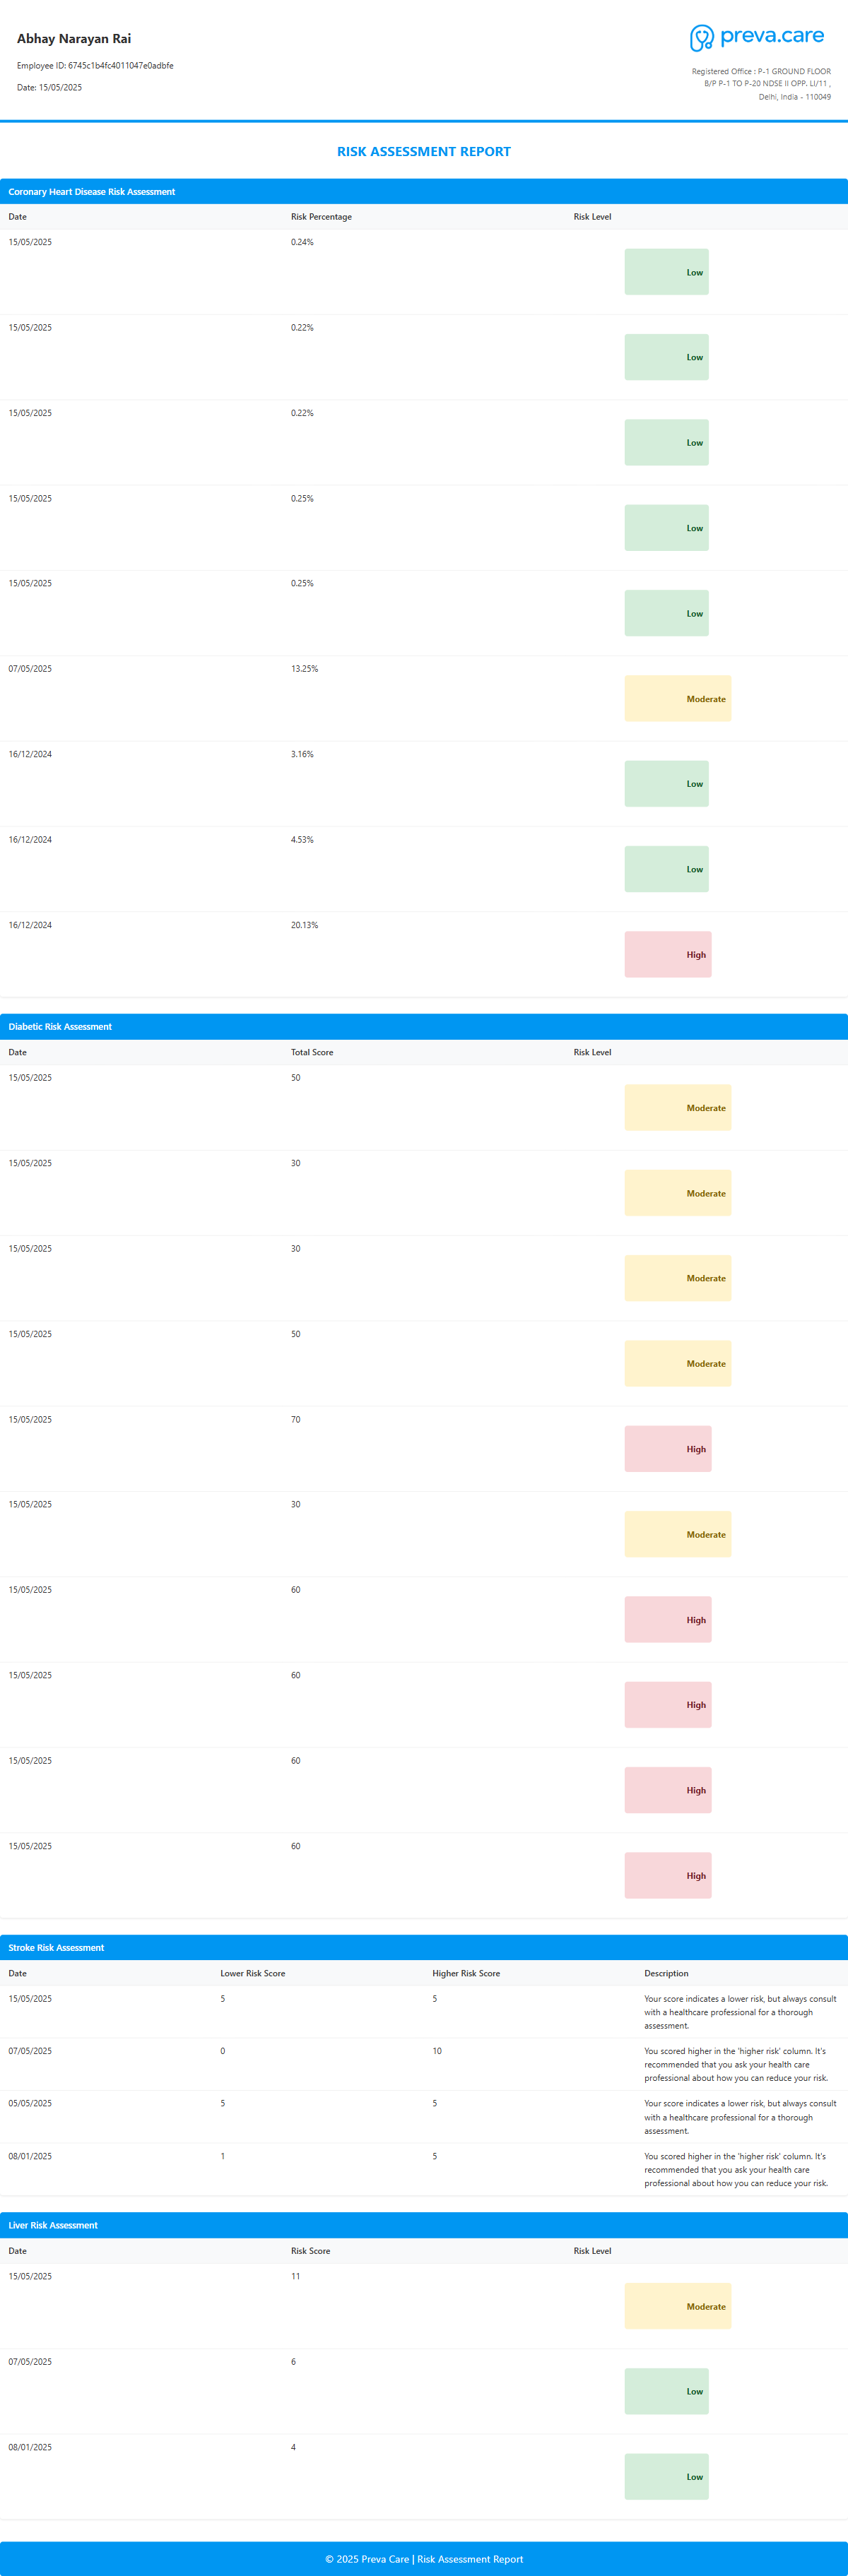 Abhay Narayan Rai
Employee ID: 6745c1b4fc4011047e0adbfe
Date: 15/05/2025
preva.care
Registered Office : P-1 GROUND FLOOR
B/P P-1 TO P-20 NDSE II OPP. LI/11 ,
Delhi, India - 110049
RISK ASSESSMENT REPORT
Coronary Heart Disease Risk Assessment
Date Risk Percentage Risk Level
15/05/2025 0.24% Low
15/05/2025 0.22% Low
15/05/2025 0.22% Low
15/05/2025 0.25% Low
15/05/2025 0.25% Low
07/05/2025 13.25% Moderate
16/12/2024 3.16% Low
16/12/2024 4.53% Low
16/12/2024 20.13% High
Diabetic Risk Assessment
Date Total Score Risk Level
15/05/2025 50 Moderate
15/05/2025 30 Moderate
15/05/2025 30 Moderate
15/05/2025 50 Moderate
15/05/2025 70 High
15/05/2025 30 Moderate
15/05/2025 60 High
15/05/2025 60 High
15/05/2025 60 High
15/05/2025 60 High
Stroke Risk Assessment
Date Lower Risk Score Higher Risk Score Description
15/05/2025 5 5 Your score indicates a lower risk, but always consult
with a healthcare professional for a thorough
assessment.
07/05/2025 0 10 You scored higher in the 'higher risk' column. It's
recommended that you ask your health care
professional about how you can reduce your risk.
05/05/2025 5 5 Your score indicates a lower risk, but always consult
with a healthcare professional for a thorough
assessment.
08/01/2025 1 5 You scored higher in the 'higher risk' column. It's
recommended that you ask your health care
professional about how you can reduce your risk.
Liver Risk Assessment
Date Risk Score Risk Level
15/05/2025 11 Moderate
07/05/2025 6 Low
08/01/2025 4 Low
© 2025 Preva Care | Risk Assessment Report